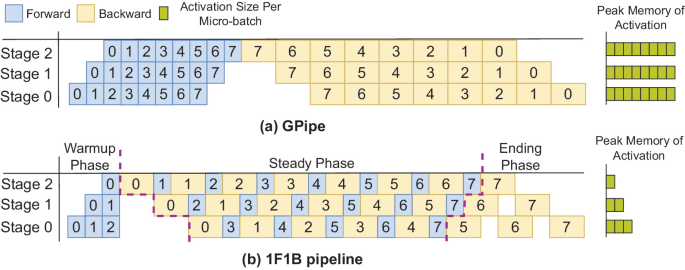 Forward Backward Activation Size Per Micro-batch
Peak Memory of Activation
Stage 2 0 1 2 3 4 5 6 7 7 6 5 4 3 2 1 0
Stage 1 0 1 2 3 4 5 6 7 7 6 5 4 3 2 1 0
Stage 0 0 1 2 3 4 5 6 7 7 6 5 4 3 2 1 0
(a) GPipe
Warmup Phase Steady Phase Ending Phase
Peak Memory of Activation
Stage 2 0 0 1 1 2 2 3 3 4 4 5 5 6 6 7 7
Stage 1 0 1 0 2 1 3 2 4 3 5 4 6 5 7 6 7
Stage 0 0 1 2 0 3 1 4 2 5 3 6 4 7 5 6 7
(b) 1F1B pipeline